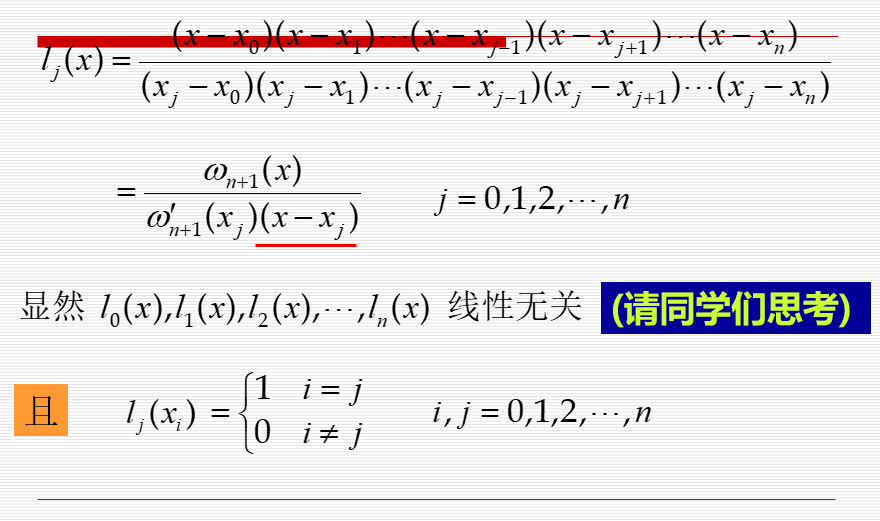 l_j(x) = \frac{(x-x_0)(x-x_1)\cdots(x-x_{j-1})(x-x_{j+1})\cdots(x-x_n)}{(x_j-x_0)(x_j-x_1)\cdots(x_j-x_{j-1})(x_j-x_{j+1})\cdots(x_j-x_n)}
= \frac{\omega_{n+1}(x)}{\omega'_{n+1}(x_j)(x-x_j)} j = 0,1,2,\cdots,n
显然 l_0(x),l_1(x),l_2(x),\cdots,l_n(x) 线性无关 (请同学们思考)
且 l_j(x_i) = \begin{cases} 1 & i = j \\ 0 & i \neq j \end{cases} i, j = 0,1,2,\cdots,n